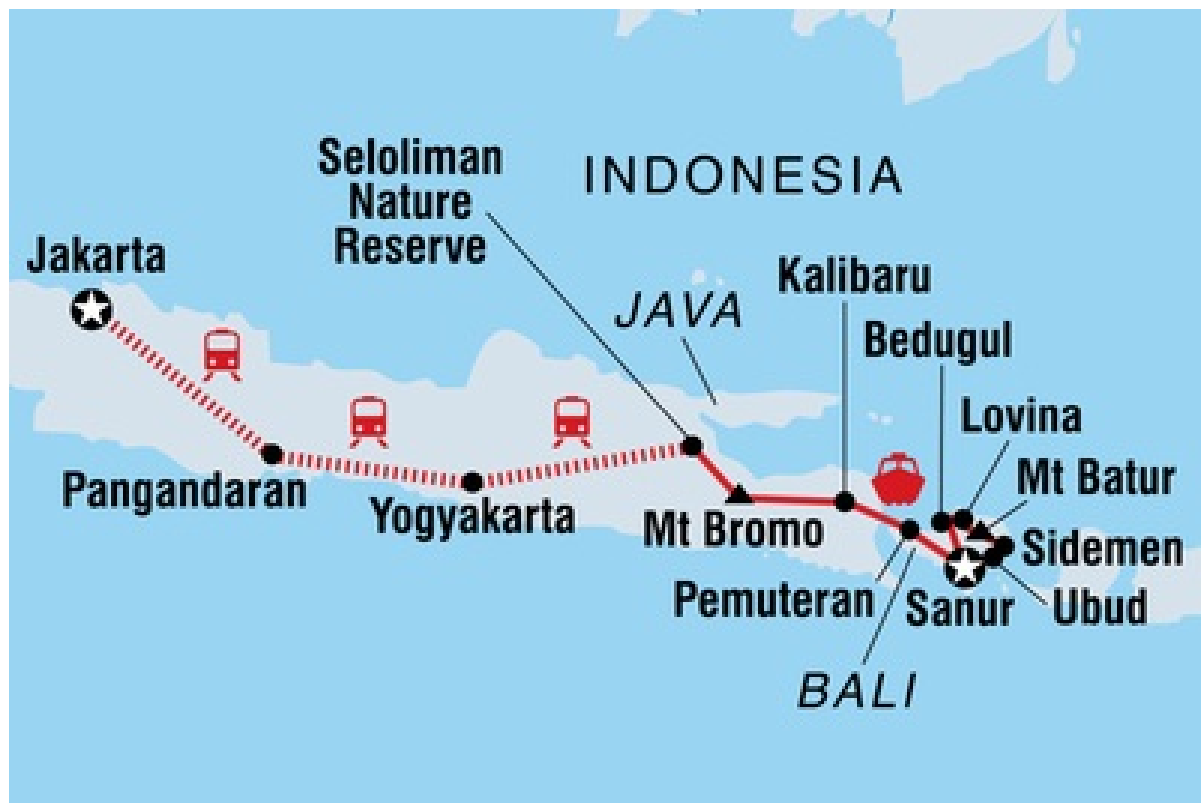 Seloliman
Nature
Reserve
INDONESIA
Jakarta
JAVA
Kalibaru
Bedugul
Lovina
Mt Batur
Pangandaran
Yogyakarta
Mt Bromo
Sidemen
Pemuteran
Sanur
Ubud
BALI